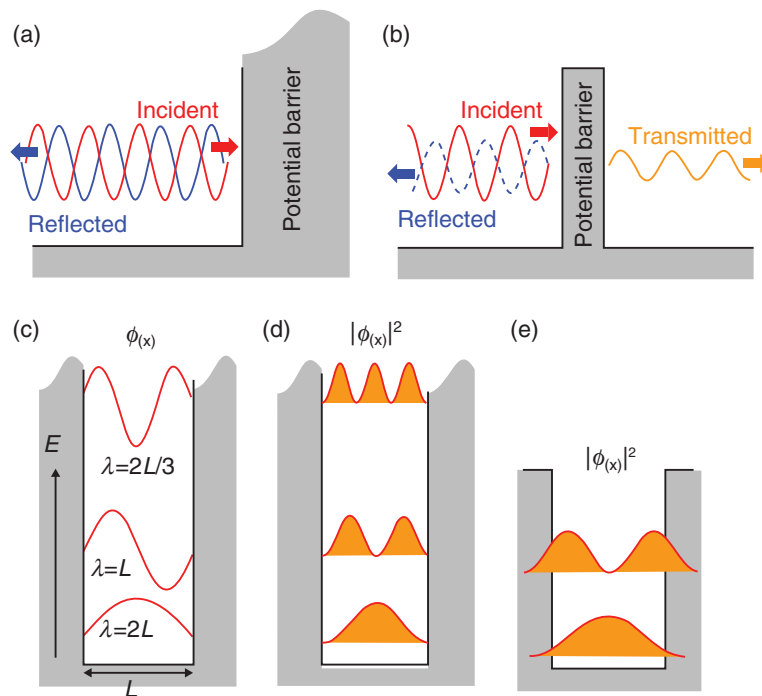 (a)
Incident
Reflected
Potential barrier
(b)
Incident
Reflected
Potential barrier
Transmitted
(c)
ϕ(x)
E
λ=2L/3
λ=L
λ=2L
L
(d)
|ϕ(x)|²
(e)
|ϕ(x)|²